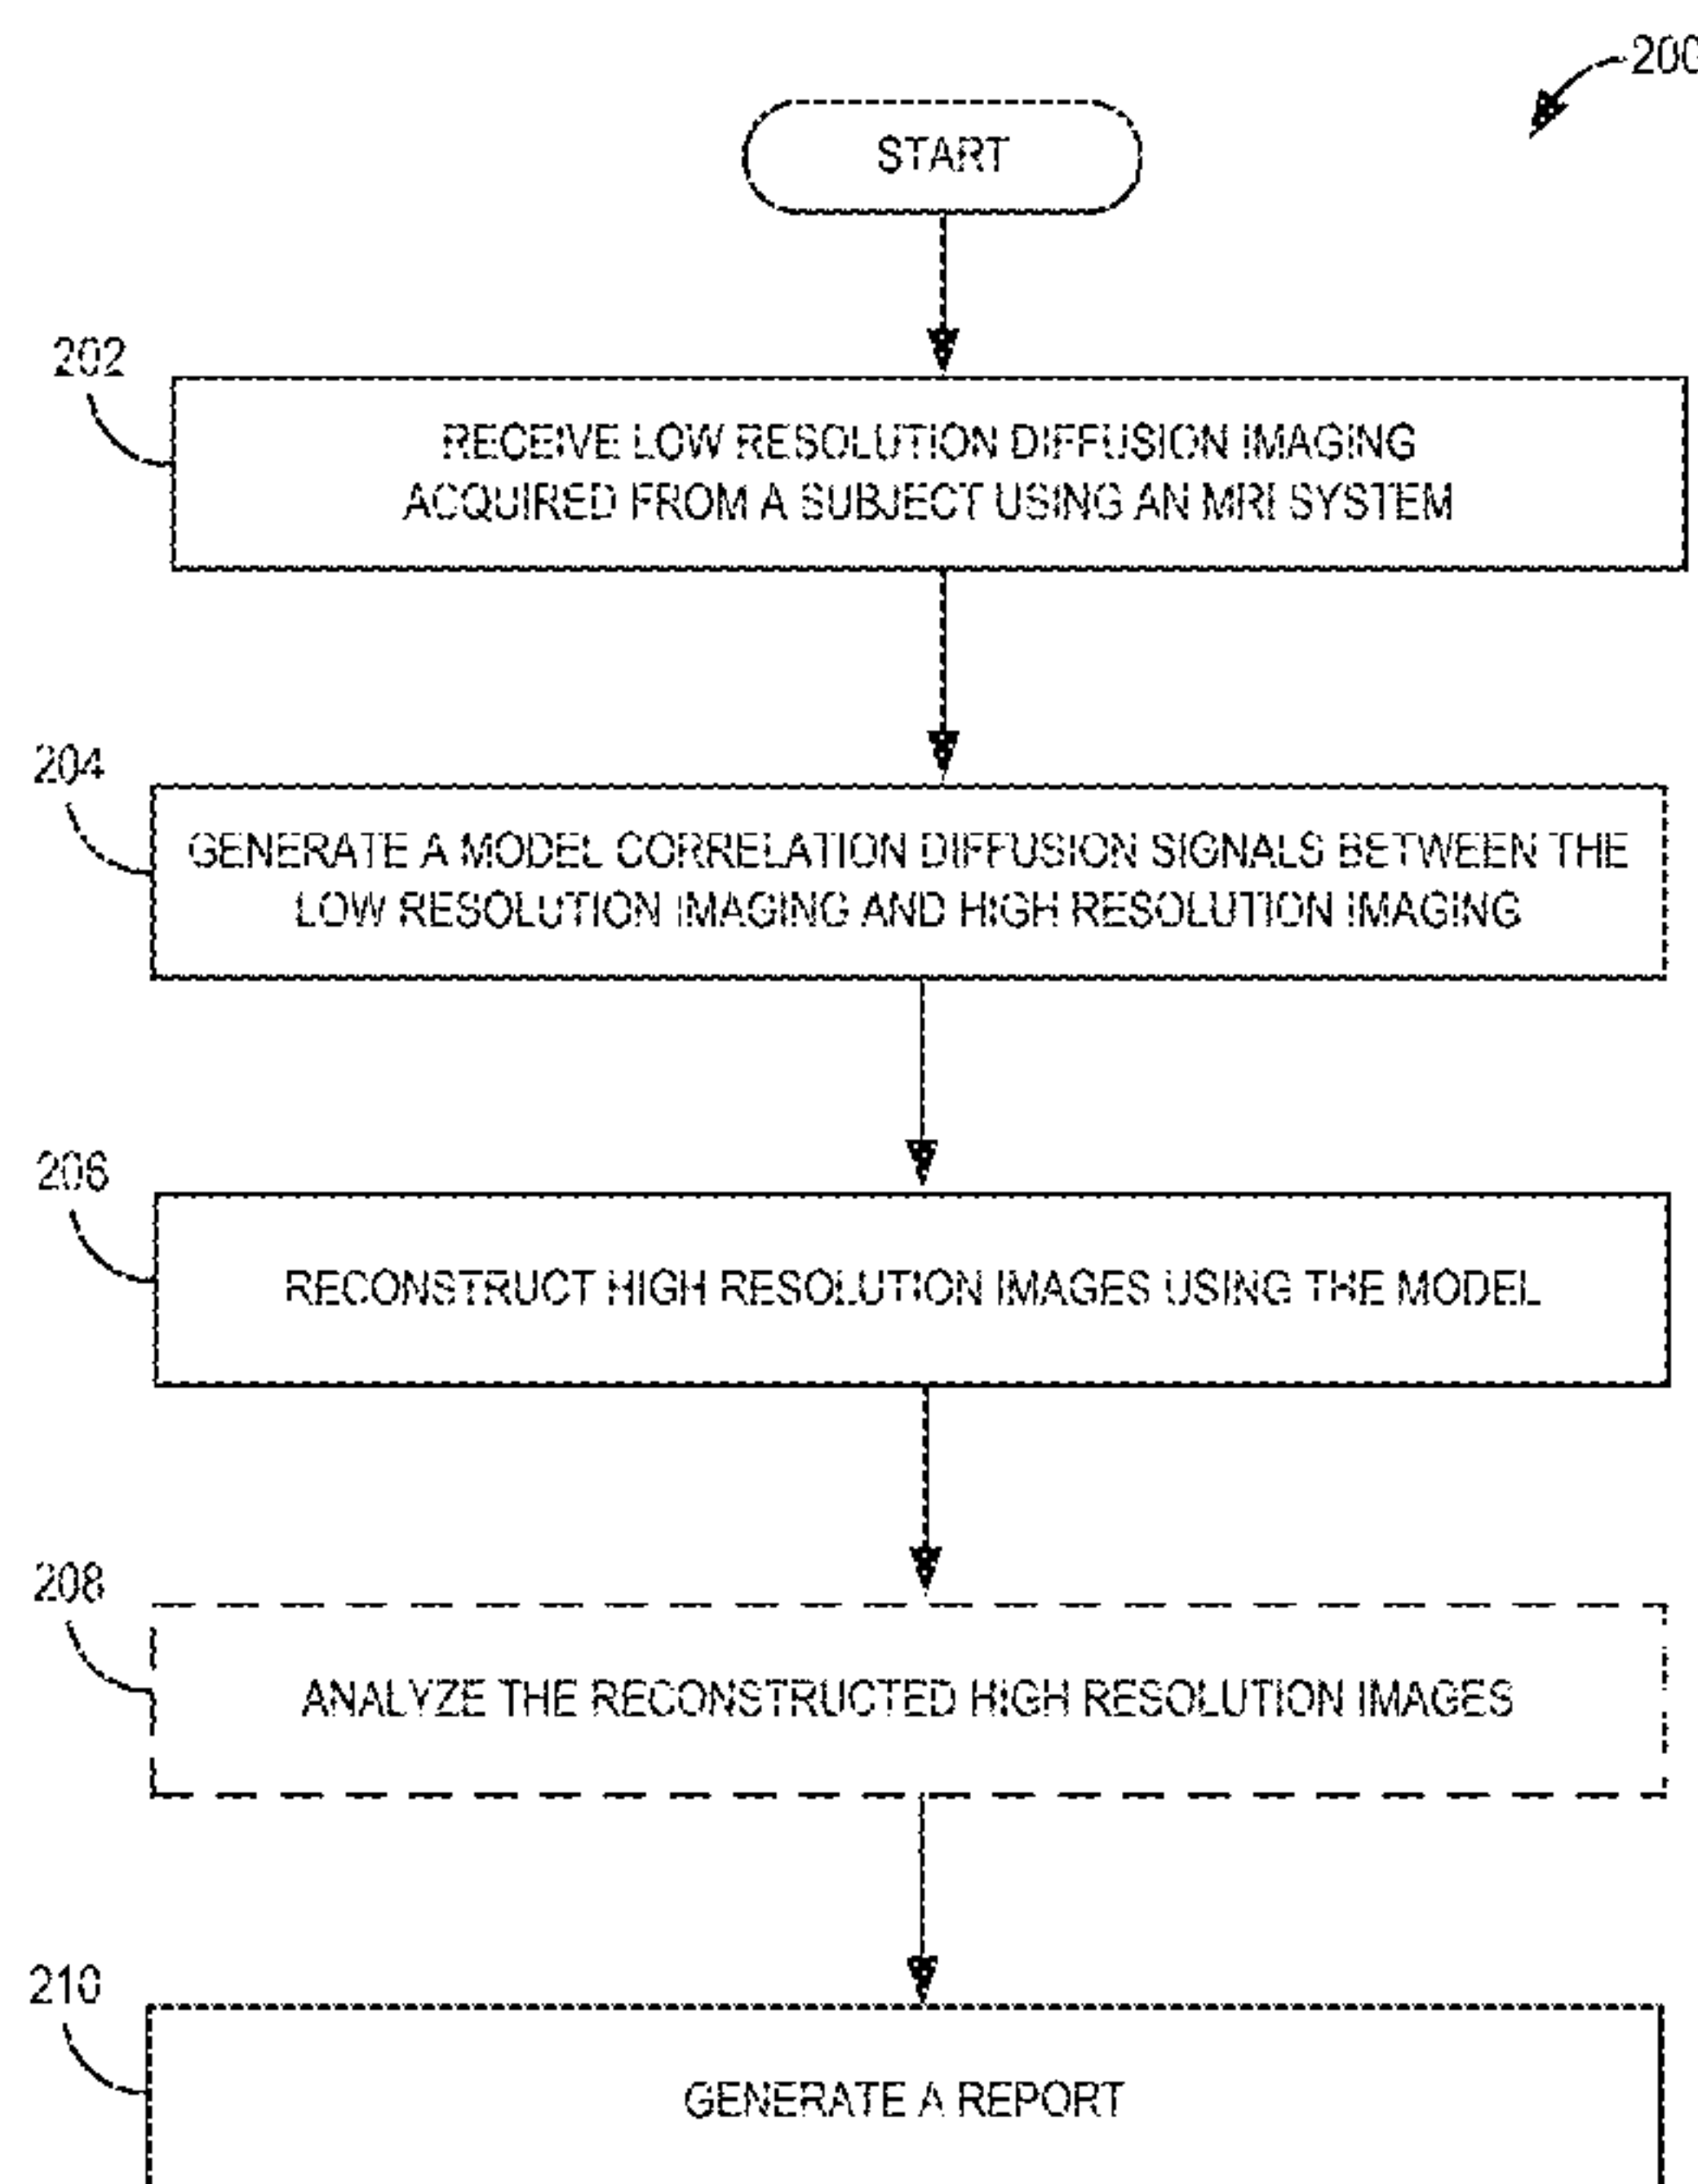 200
START
202
RECEIVE LOW RESOLUTION DIFFUSION IMAGING
ACQUIRED FROM A SUBJECT USING AN MRI SYSTEM
204
GENERATE A MODEL CORRELATION DIFFUSION SIGNALS BETWEEN THE
LOW RESOLUTION IMAGING AND HIGH RESOLUTION IMAGING
206
RECONSTRUCT HIGH RESOLUTION IMAGES USING THE MODEL
208
ANALYZE THE RECONSTRUCTED HIGH RESOLUTION IMAGES
210
GENERATE A REPORT